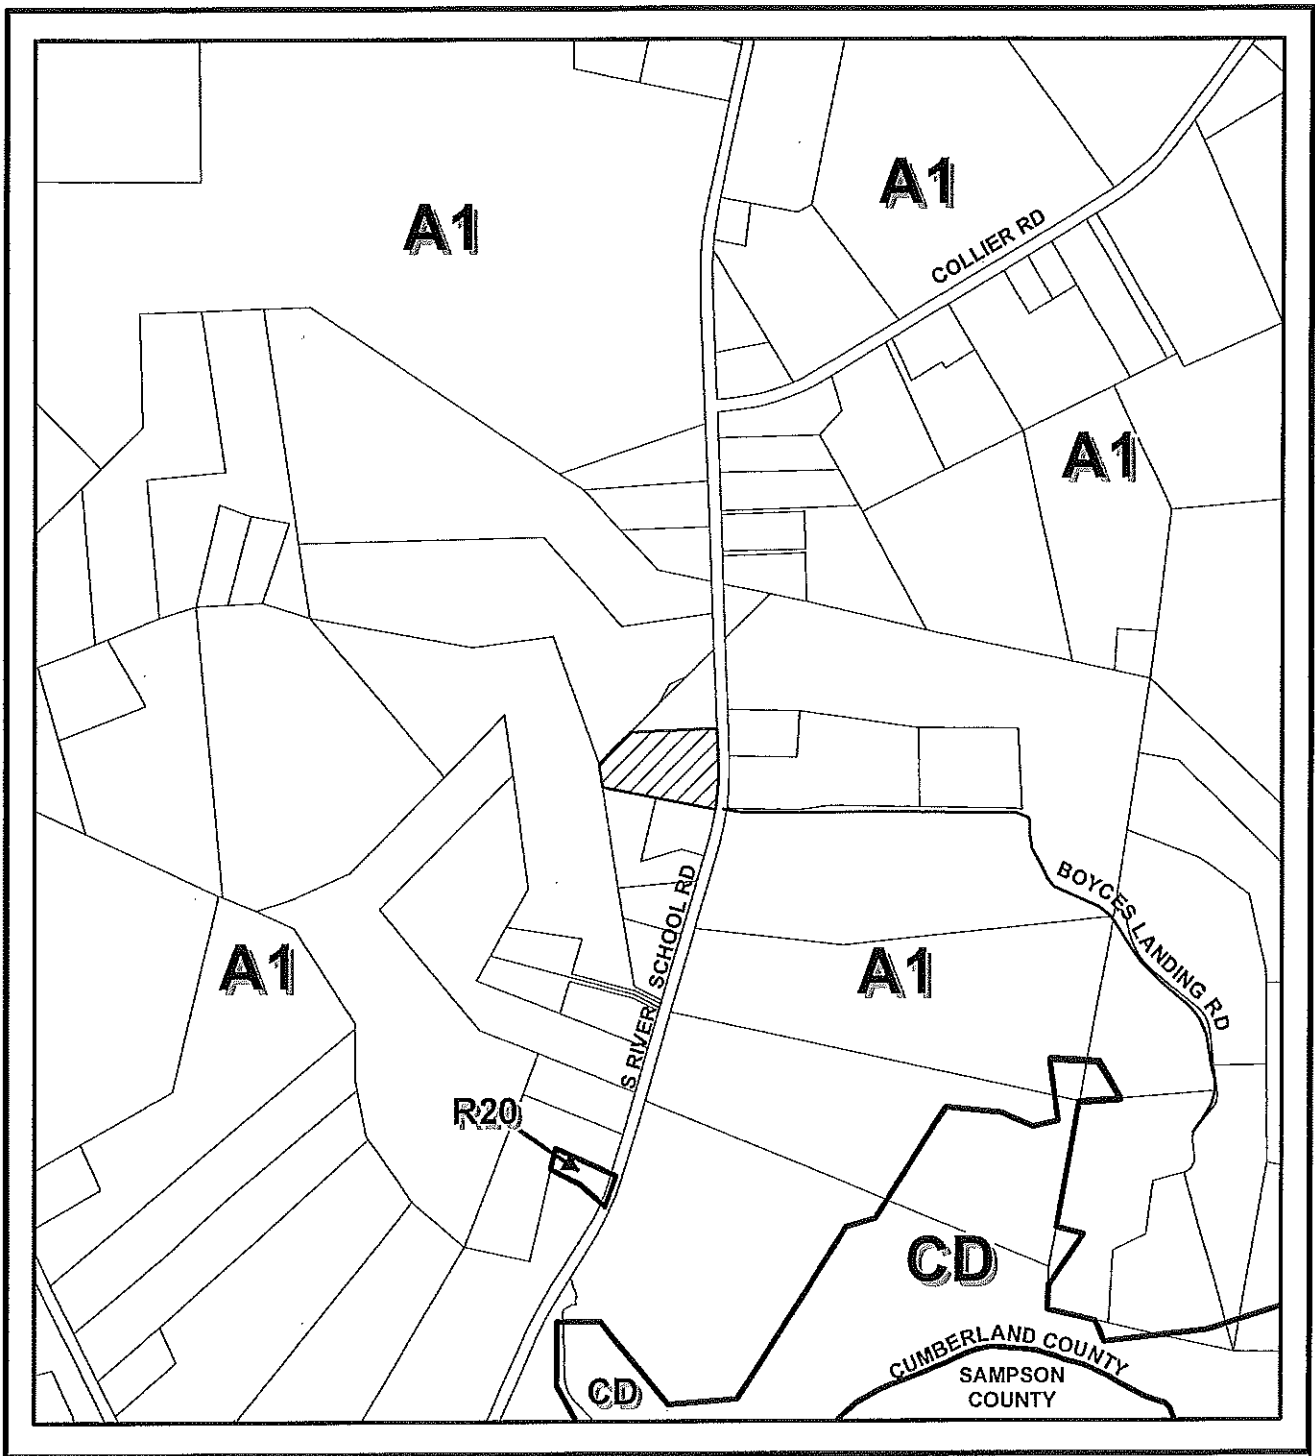 A1
A1
COLLIER RD
A1
BOYCES LANDING RD
S RIVER SCHOOL RD
A1
A1
R20
CD
CUMBERLAND COUNTY
SAMPSON
COUNTY
CD